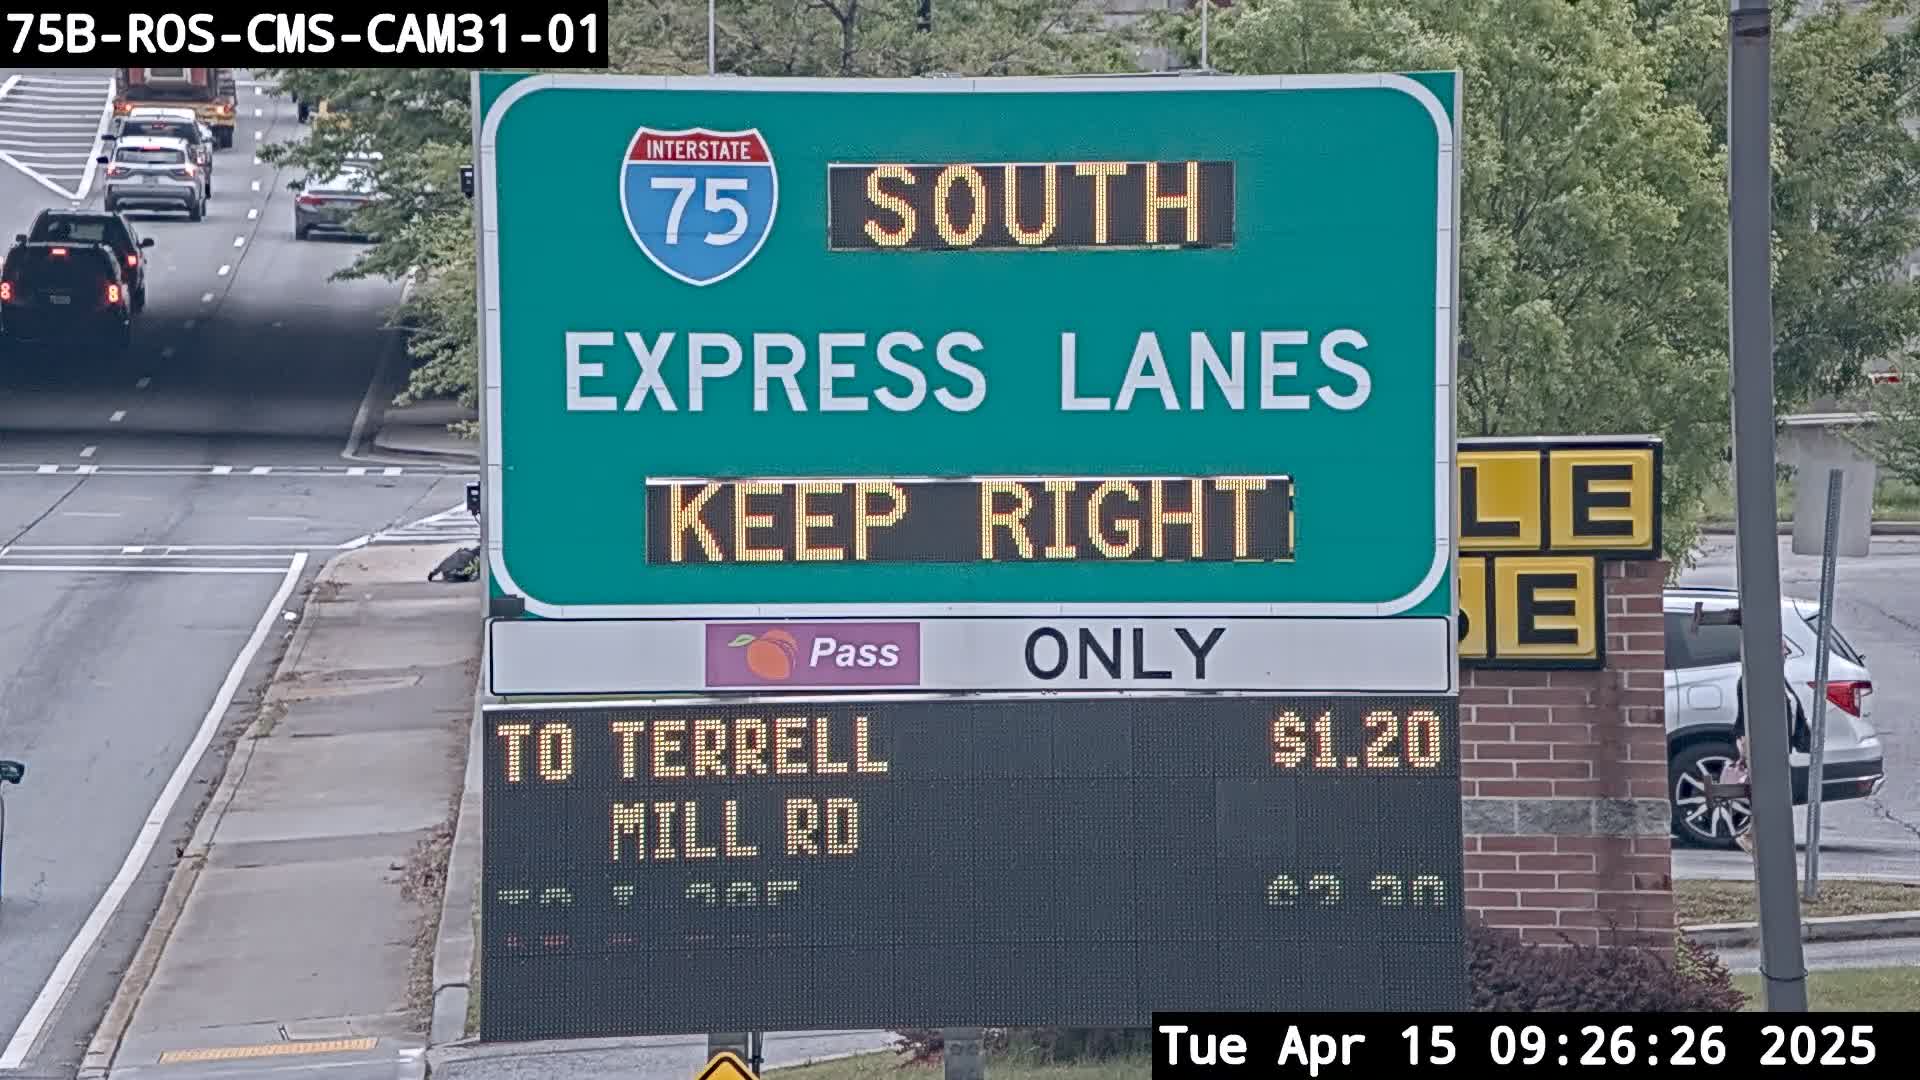 75B-ROS-CMS-CAM31-01
INTERSTATE
75
SOUTH
EXPRESS LANES
KEEP RIGHT
Pass ONLY
TO TERRELL $1.20
MILL RD
LE
E
Tue Apr 15 09:26:26 2025